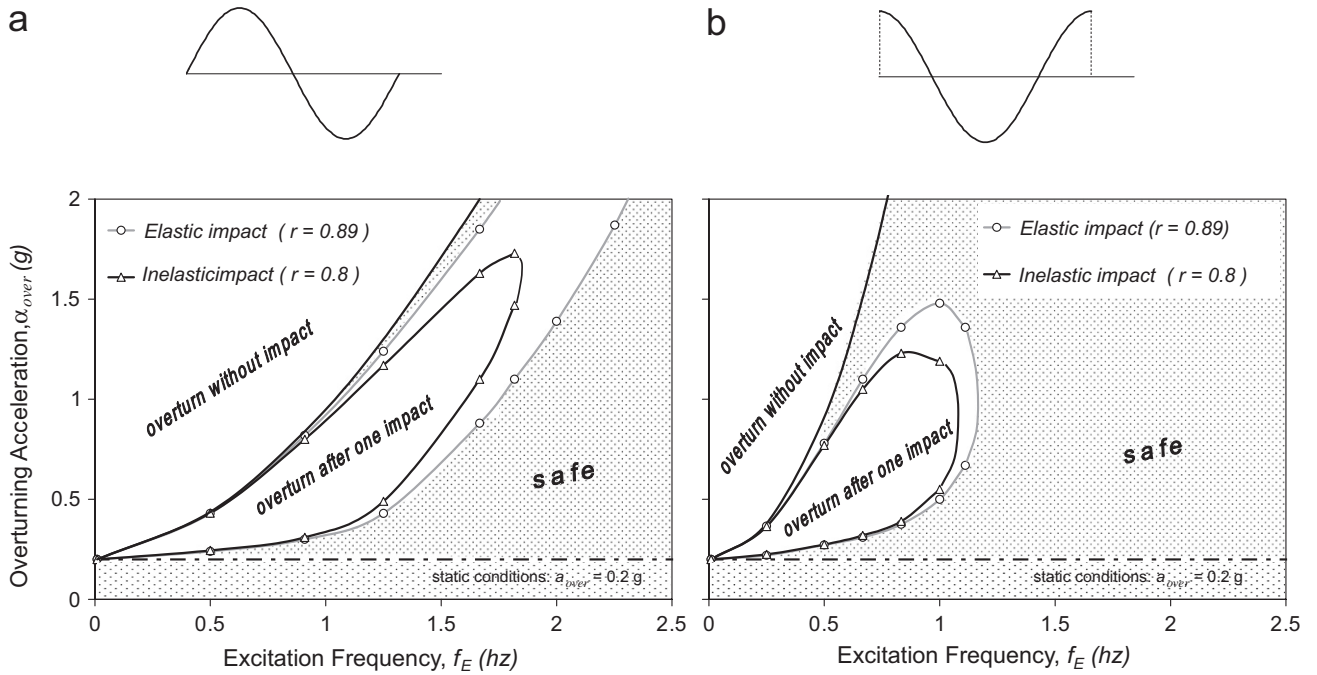 a
b
2
1.5
1
0.5
0
0
0.5
1
1.5
2
2.5
Overturning Acceleration,α_over (g)
Excitation Frequency, f_E (hz)
Elastic impact ( r = 0.89 )
Inelasticimpact ( r = 0.8 )
overturn without impact
overturn after one impact
safe
static conditions: a_over = 0.2 g
0
0.5
1
1.5
2
2.5
Excitation Frequency, f_E (hz)
Elastic impact (r = 0.89)
Inelastic impact ( r = 0.8 )
overturn without impact
overturn after one impact
safe
static conditions: a_over = 0.2 g